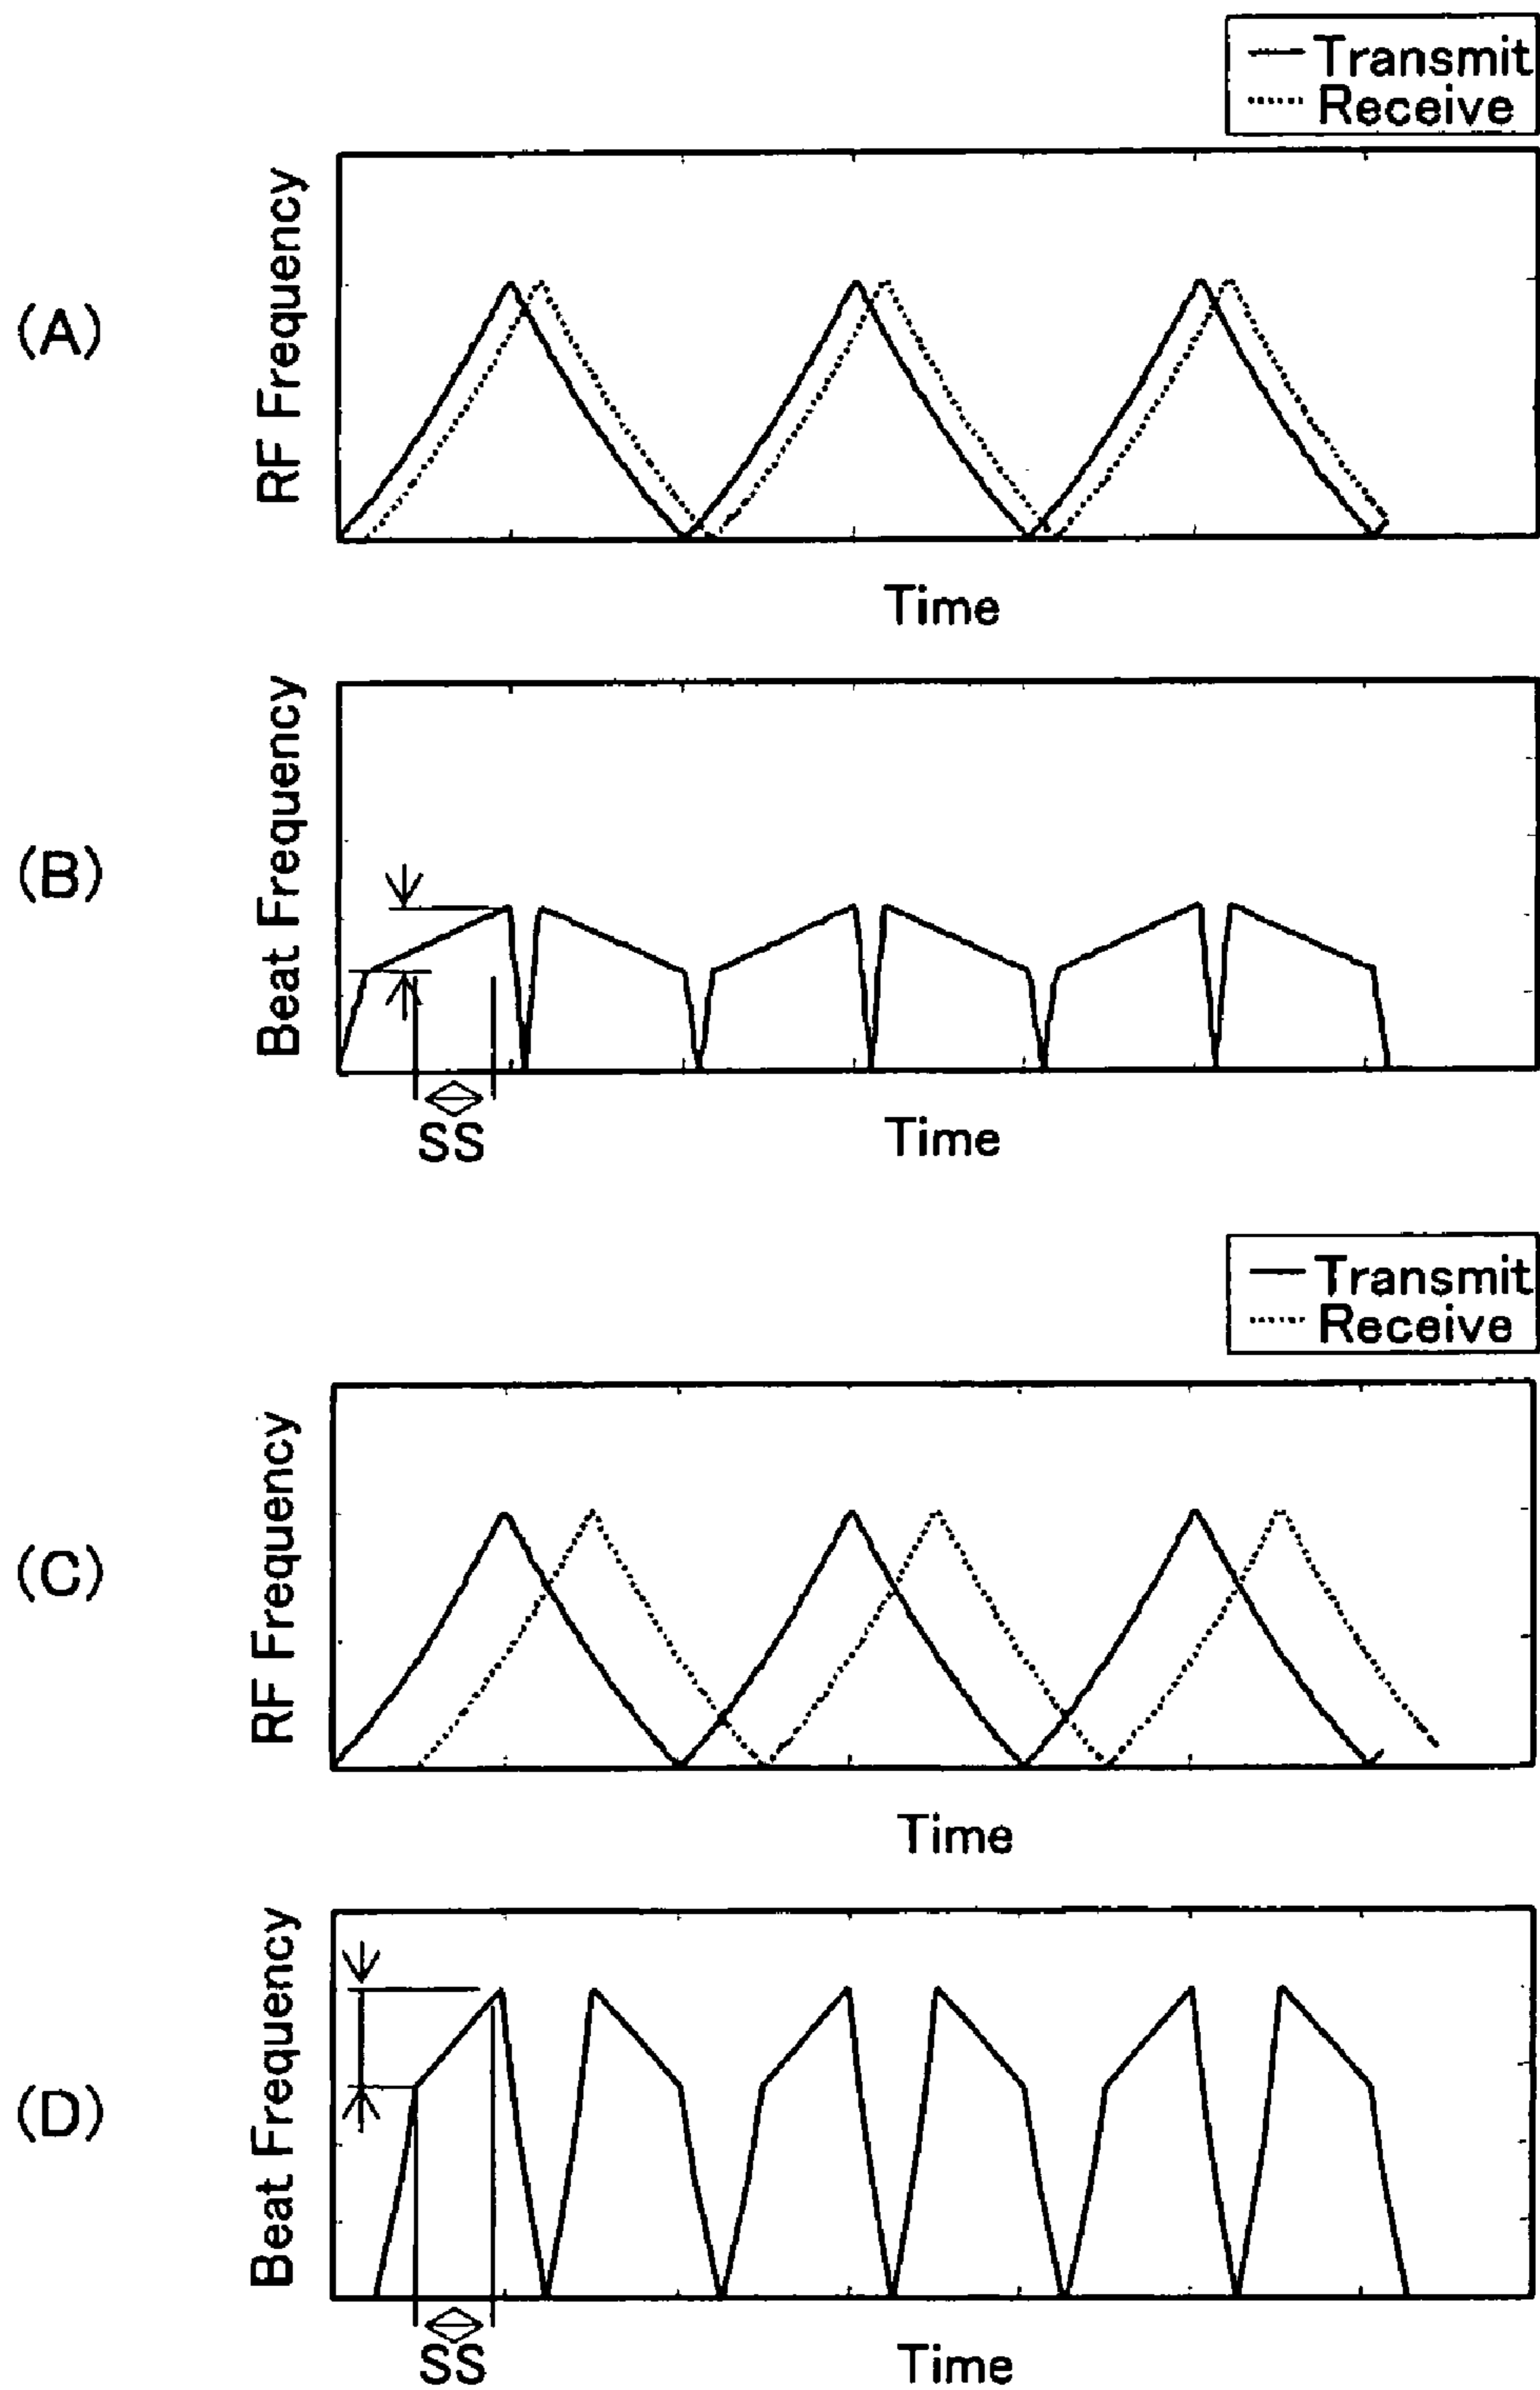 Transmit
Receive
(A)
RF Frequency
Time
(B)
Beat Frequency
SS
Time
Transmit
Receive
(C)
RF Frequency
Time
(D)
Beat Frequency
SS
Time